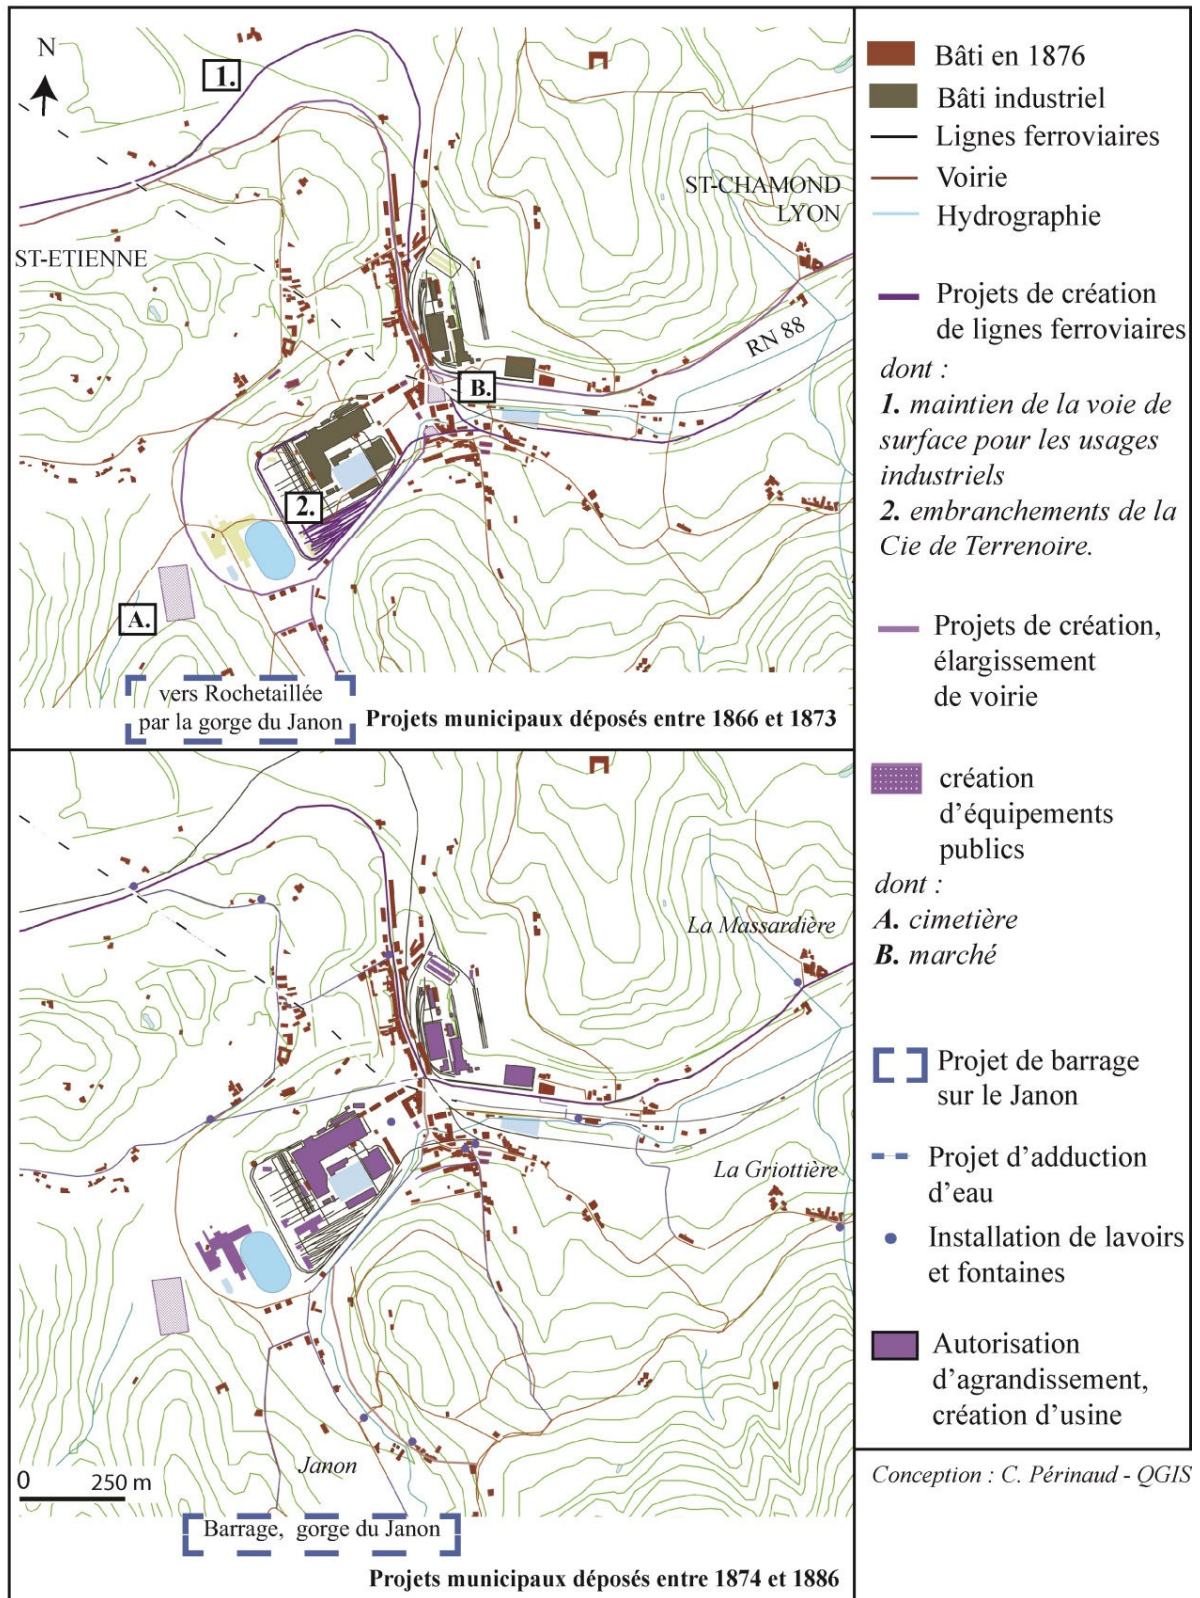 N
1.
ST-CHAMOND
LYON
ST-ETIENNE
RN 88
B.
2.
A.
vers Rochetaillée
par la gorge du Janon
Projets municipaux déposés entre 1866 et 1873
La Massardière
La Griottière
Janon
0 250 m
Barrage, gorge du Janon
Projets municipaux déposés entre 1874 et 1886
Bâti en 1876
Bâti industriel
Lignes ferroviaires
Voirie
Hydrographie
Projets de création
de lignes ferroviaires
dont :
1. maintien de la voie de
surface pour les usages
industriels
2. embranchements de la
Cie de Terrenoire.
Projets de création,
élargissement
de voirie
création
d'équipements
publics
dont :
A. cimetière
B. marché
Projet de barrage
sur le Janon
Projet d'adduction
d'eau
Installation de lavoirs
et fontaines
Autorisation
d'agrandissement,
création d'usine
Conception : C. Périnaud - QGIS